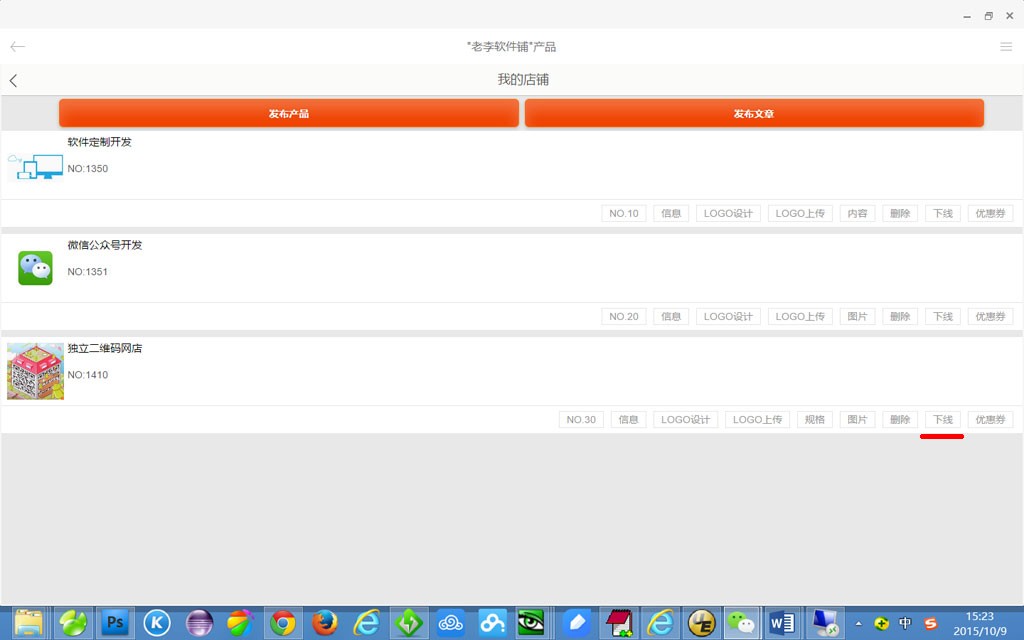 "老李软件铺"产品
我的店铺
发布产品 发布文章
软件定制开发
NO:1350
NO.10 信息 LOGO设计 LOGO上传 内容 删除 下线 优惠券
微信公众号开发
NO:1351
NO.20 信息 LOGO设计 LOGO上传 图片 删除 下线 优惠券
独立二维码网店
NO:1410
NO.30 信息 LOGO设计 LOGO上传 规格 图片 删除 下线 优惠券
Ps K W 中 S
15:23
2015/10/9